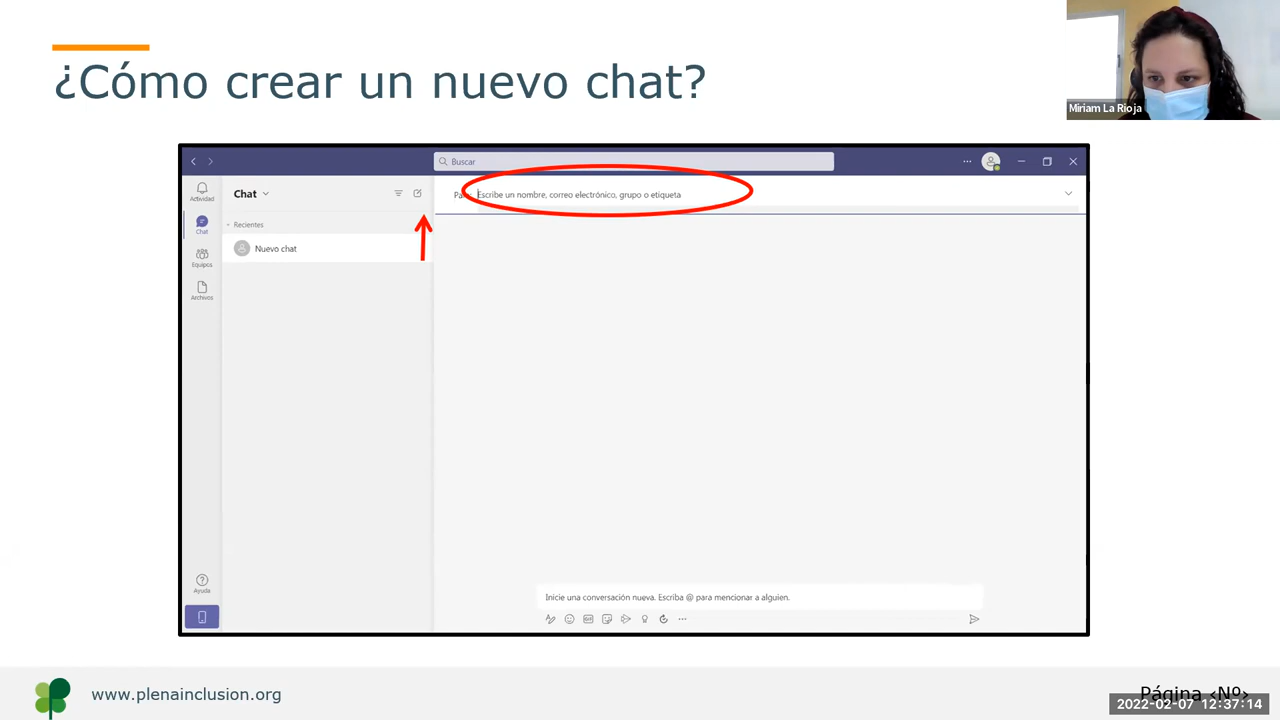 ¿Cómo crear un nuevo chat?
Miriam La Rioja
Buscar
Actividad
Chat
Escribe un nombre, correo electrónico, grupo o etiqueta
Chat
Recientes
Nuevo chat
Equipos
Archivos
Ayuda
Inicie una conversación nueva. Escriba @ para mencionar a alguien.
GIF
www.plenainclusion.org
Página ‹Nº›
2022-02-07 12:37:14